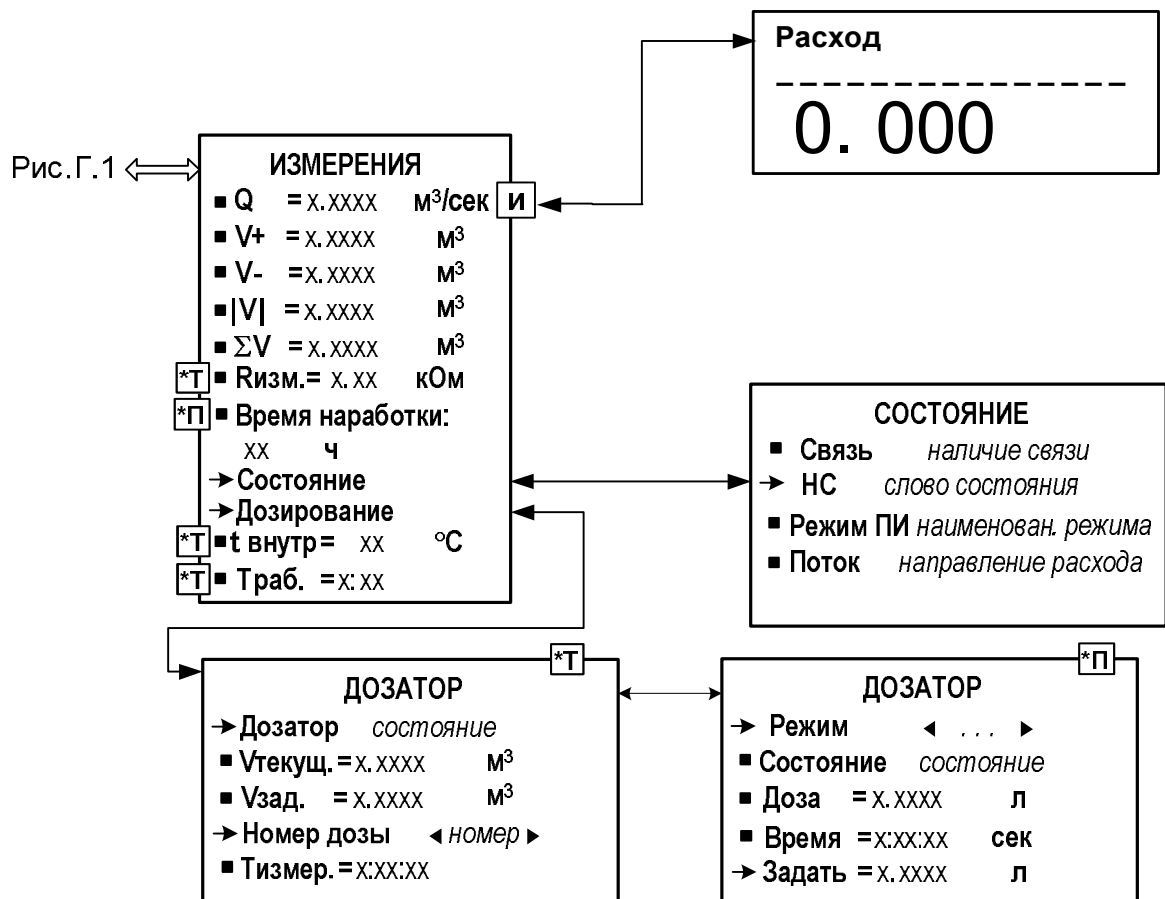 Расход
0. 000
Рис.Г.1
ИЗМЕРЕНИЯ
▪ Q = x.xxxx м³/сек И
▪ V+ = x.xxxx м³
▪ V- = x.xxxx м³
▪ |V| = x.xxxx м³
▪ ΣV = x.xxxx м³
*Т ▪ Rизм.= x.xx кОм
*П ▪ Время наработки:
xx ч
→Состояние
→Дозирование
*Т ▪ t внутр = xx °C
*Т ▪ Траб. =x:xx
СОСТОЯНИЕ
▪ Связь наличие связи
→ НС слово состояния
▪ Режим ПИ наименован. режима
▪ Поток направление расхода
*Т
ДОЗАТОР
→Дозатор состояние
▪ Vтекущ.=x.xxxx м³
▪ Vзад. =x.xxxx м³
→Номер дозы ◄ номер ►
▪ Тизмер.=x:xx:xx
*П
ДОЗАТОР
→ Режим ◄ ... ►
▪ Состояние состояние
▪ Доза =x.xxxx л
▪ Время =x:xx:xx сек
→ Задать =x.xxxx л